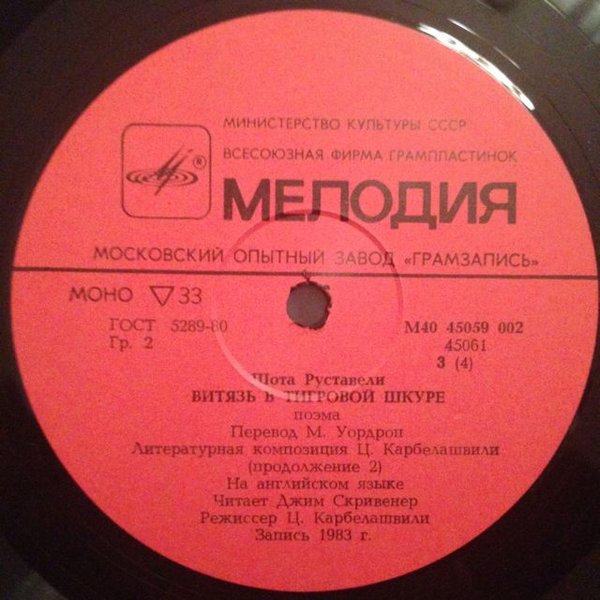 МИНИСТЕРСТВО КУЛЬТУРЫ СССР
ВСЕСОЮЗНАЯ ФИРМА ГРАМПЛАСТИНОК
®
МЕЛОДИЯ
МОСКОВСКИЙ ОПЫТНЫЙ ЗАВОД «ГРАМЗАПИСЬ»
МОНО ▽ 33
ГОСТ 5289-80
Гр. 2
М40 45059 002
45061
3 (4)
Шота Руставели
ВИТЯЗЬ В ТИГРОВОЙ ШКУРЕ
поэма
Перевод М. Уордроп
Литературная композиция Ц. Карбелашвили
(продолжение 2)
На английском языке
Читает Джим Скривенер
Режиссер Ц. Карбелашвили
Запись 1983 г.